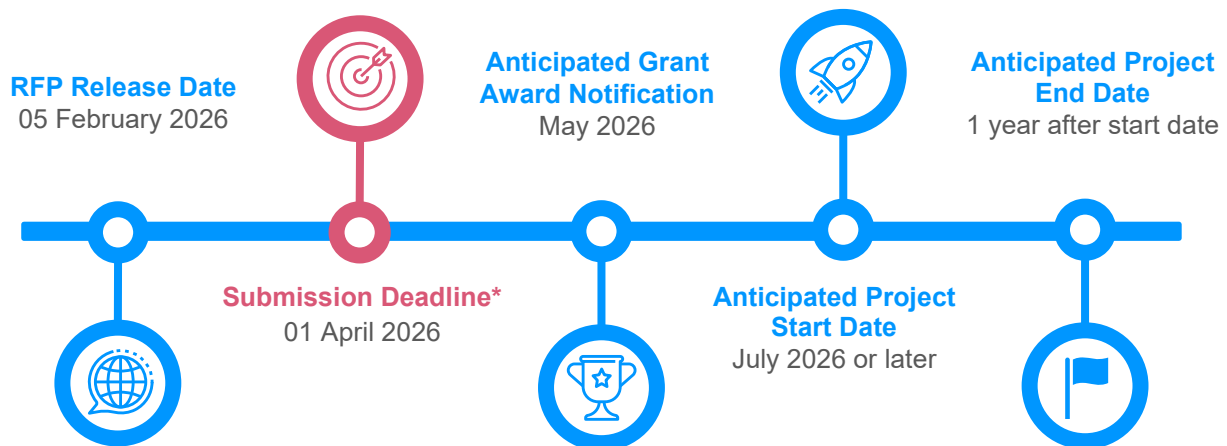 RFP Release Date
05 February 2026
Submission Deadline*
01 April 2026
Anticipated Grant
Award Notification
May 2026
Anticipated Project
Start Date
July 2026 or later
Anticipated Project
End Date
1 year after start date